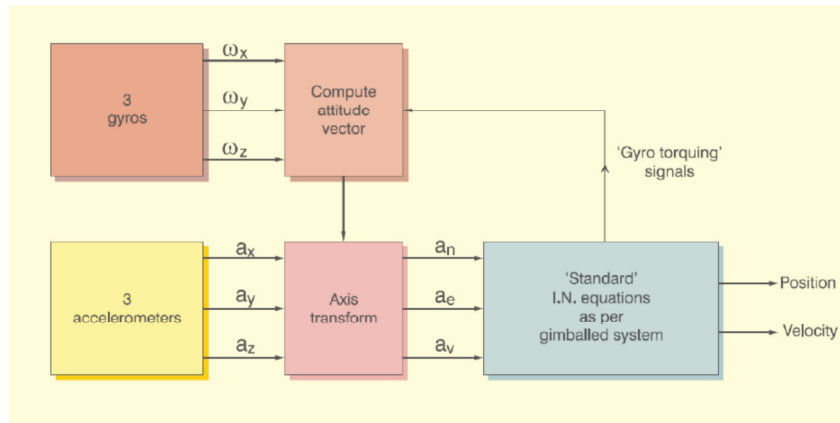 3
gyros
ωx
ωy
ωz
Compute
attitude
vector
'Gyro torquing'
signals
3
accelerometers
ax
ay
az
Axis
transform
an
ae
av
'Standard'
I.N. equations
as per
gimballed system
Position
Velocity